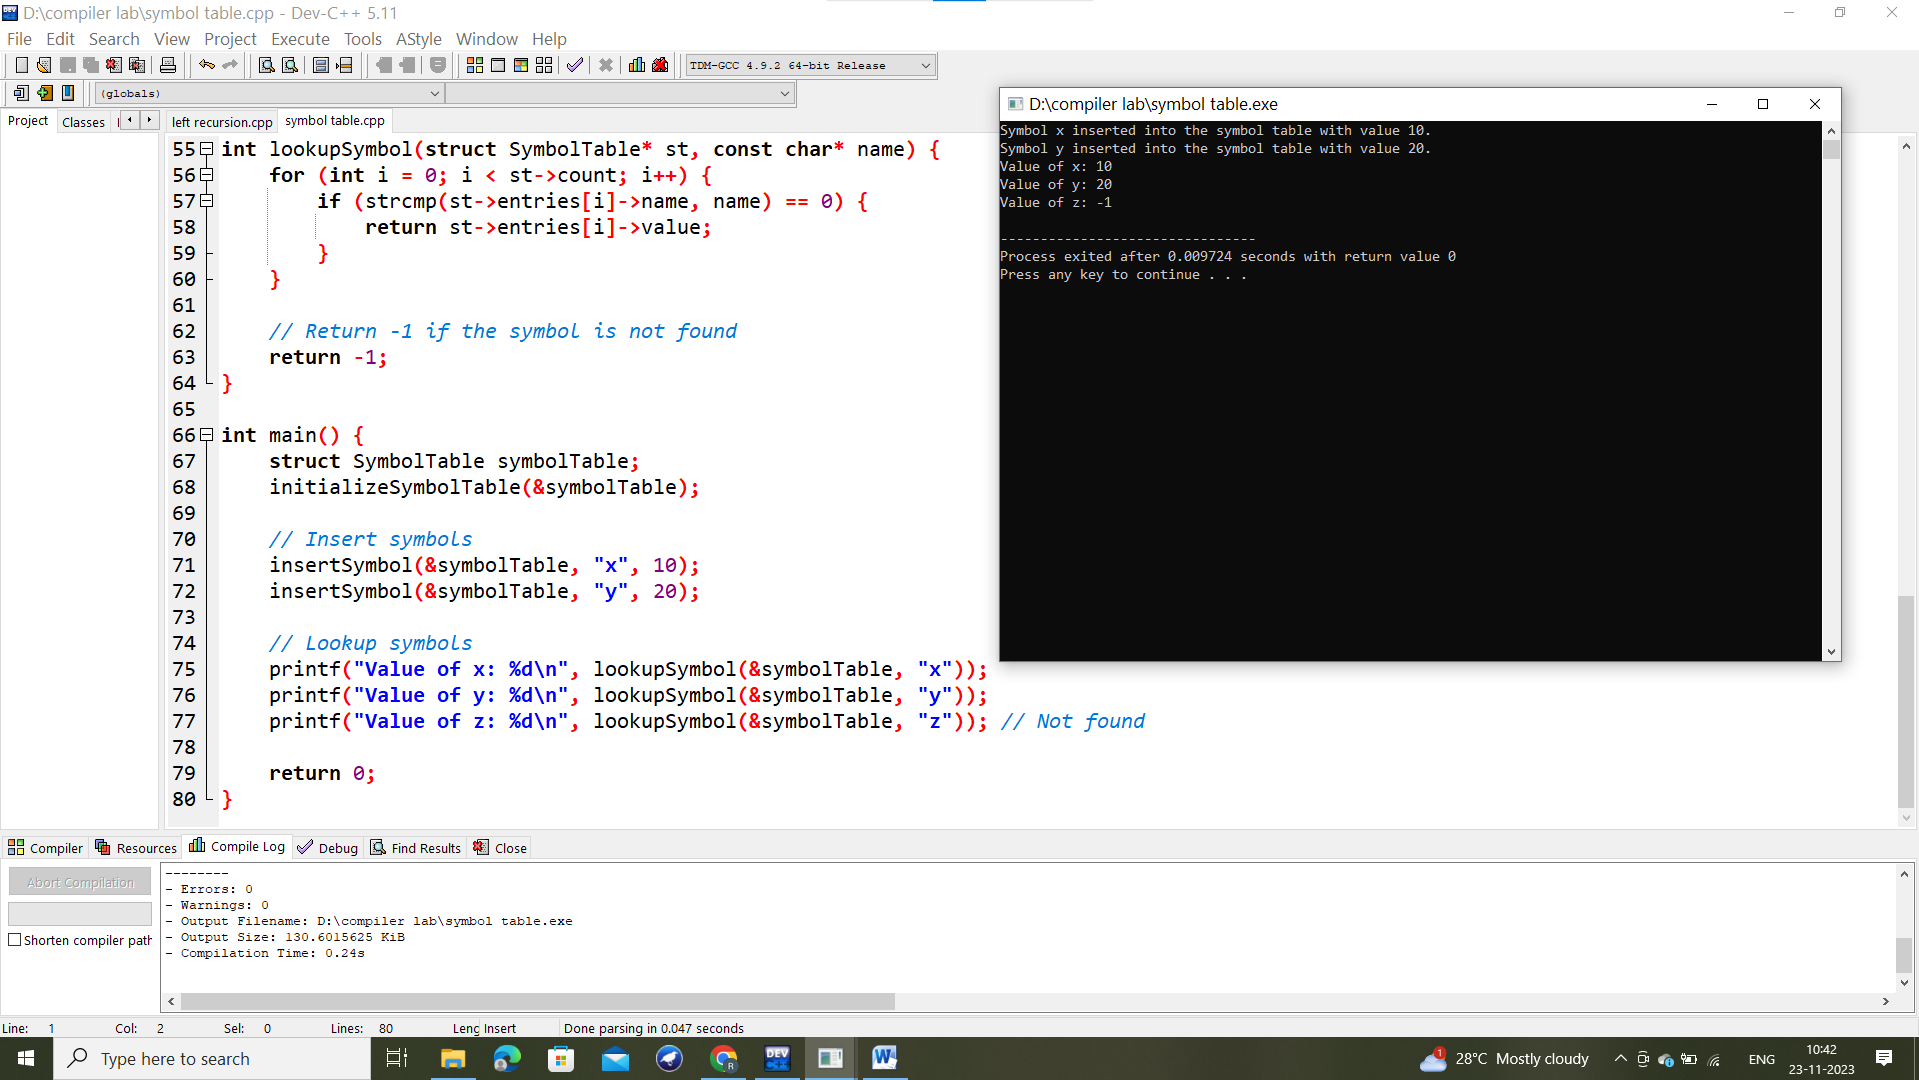 D:\compiler lab\symbol table.cpp - Dev-C++ 5.11
File Edit Search View Project Execute Tools AStyle Window Help
TDM-GCC 4.9.2 64-bit Release
(globals)
Project Classes left recursion.cpp symbol table.cpp
55 int lookupSymbol(struct SymbolTable* st, const char* name) {
56 for (int i = 0; i < st->count; i++) {
57 if (strcmp(st->entries[i]->name, name) == 0) {
58 return st->entries[i]->value;
59 }
60 }
61
62 // Return -1 if the symbol is not found
63 return -1;
64 }
65
66 int main() {
67 struct SymbolTable symbolTable;
68 initializeSymbolTable(&symbolTable);
69
70 // Insert symbols
71 insertSymbol(&symbolTable, "x", 10);
72 insertSymbol(&symbolTable, "y", 20);
73
74 // Lookup symbols
75 printf("Value of x: %d\n", lookupSymbol(&symbolTable, "x"));
76 printf("Value of y: %d\n", lookupSymbol(&symbolTable, "y"));
77 printf("Value of z: %d\n", lookupSymbol(&symbolTable, "z")); // Not found
78
79 return 0;
80 }
D:\compiler lab\symbol table.exe
Symbol x inserted into the symbol table with value 10.
Symbol y inserted into the symbol table with value 20.
Value of x: 10
Value of y: 20
Value of z: -1
--------------------------------
Process exited after 0.009724 seconds with return value 0
Press any key to continue . . .
Compiler Resources Compile Log Debug Find Results Close
Abort Compilation
Shorten compiler path
--------
- Errors: 0
- Warnings: 0
- Output Filename: D:\compiler lab\symbol table.exe
- Output Size: 130.6015625 KiB
- Compilation Time: 0.24s
Line: 1 Col: 2 Sel: 0 Lines: 80 Leng Insert Done parsing in 0.047 seconds
Type here to search
DEV
1
28°C Mostly cloudy
ENG
10:42
23-11-2023